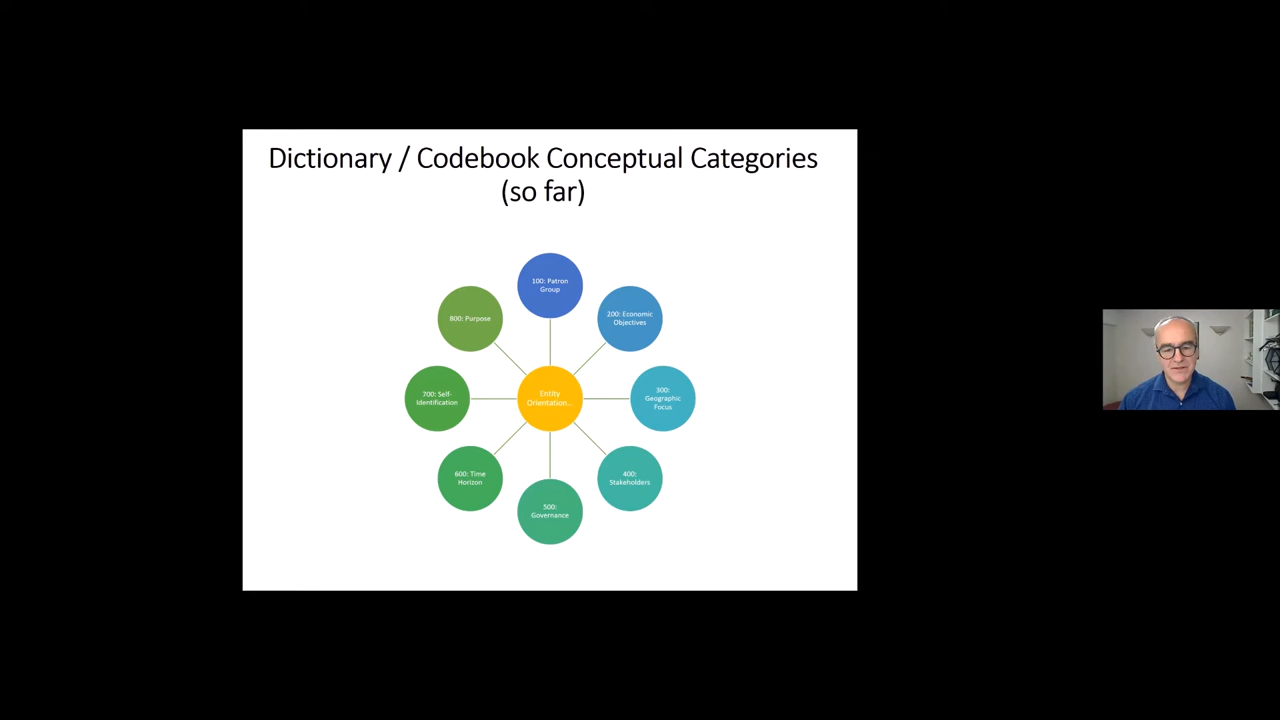 Dictionary / Codebook Conceptual Categories
(so far)
100: Patron
Group
200: Economic
Objectives
300:
Geographic
Focus
400:
Stakeholders
500:
Governance
600: Time
Horizon
700: Self-
Identification
800: Purpose
Entity
Orientation...